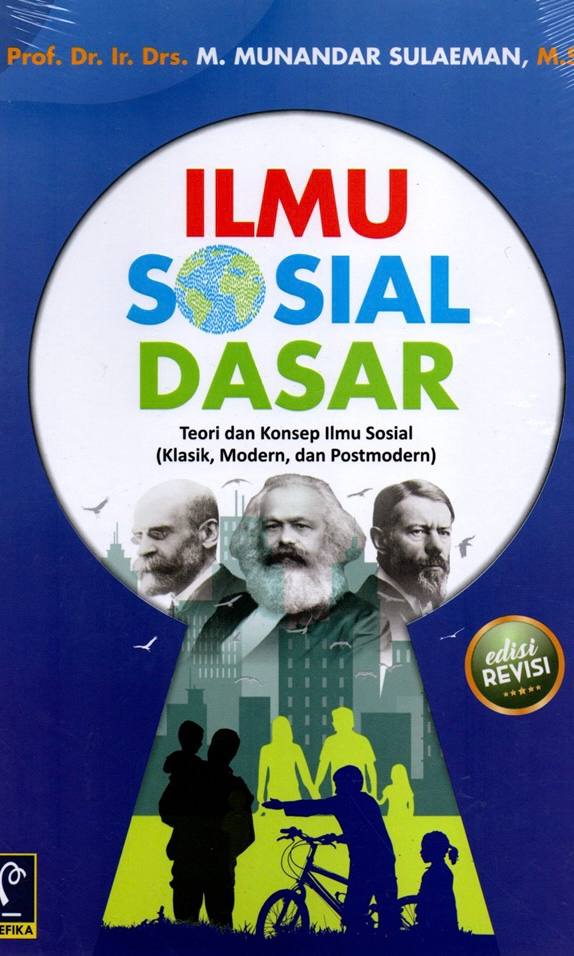 Prof. Dr. Ir. Drs. M. MUNANDAR SULAEMAN,
ILMU
SOSIAL
DASAR
Teori dan Konsep Ilmu Sosial
(Klasik, Modern, dan Postmodern)
edisi
REVISI
EFIKA